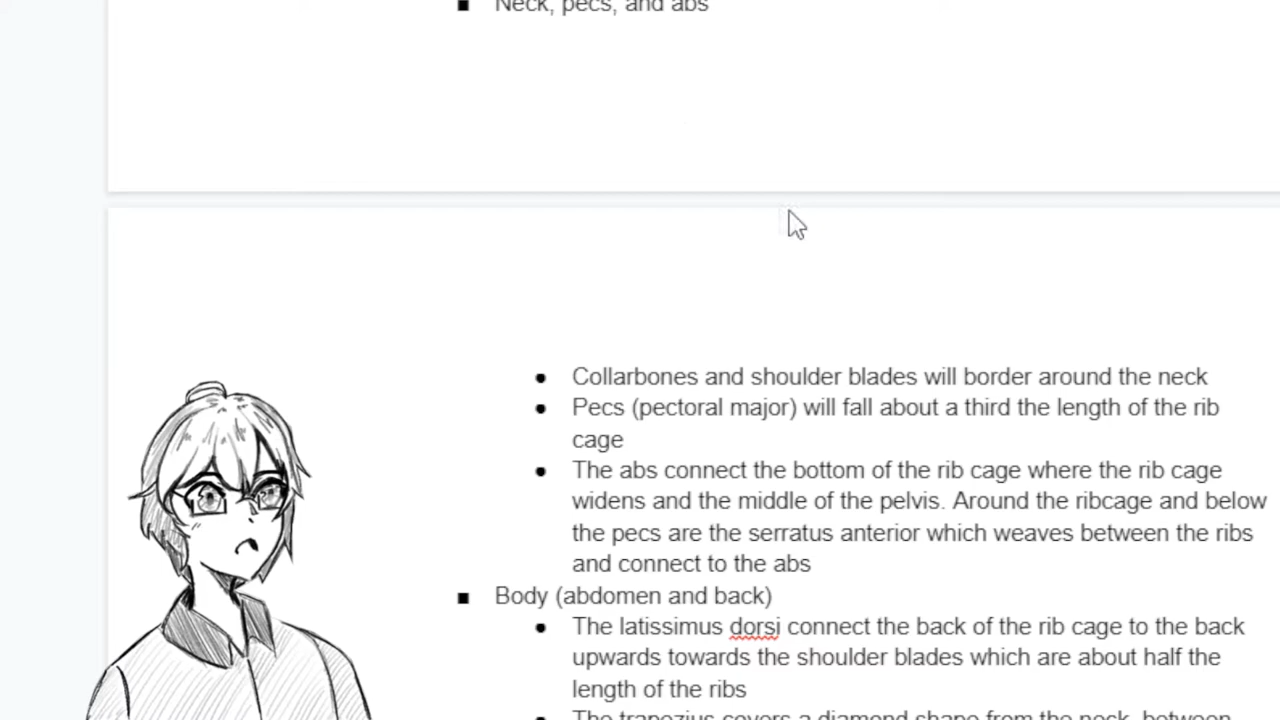 Neck, pecs, and abs
Collarbones and shoulder blades will border around the neck
Pecs (pectoral major) will fall about a third the length of the rib
cage
The abs connect the bottom of the rib cage where the rib cage
widens and the middle of the pelvis. Around the ribcage and below
the pecs are the serratus anterior which weaves between the ribs
and connect to the abs
Body (abdomen and back)
The latissimus dorsi connect the back of the rib cage to the back
upwards towards the shoulder blades which are about half the
length of the ribs
The trapezius covers a diamond shape from the neck, between